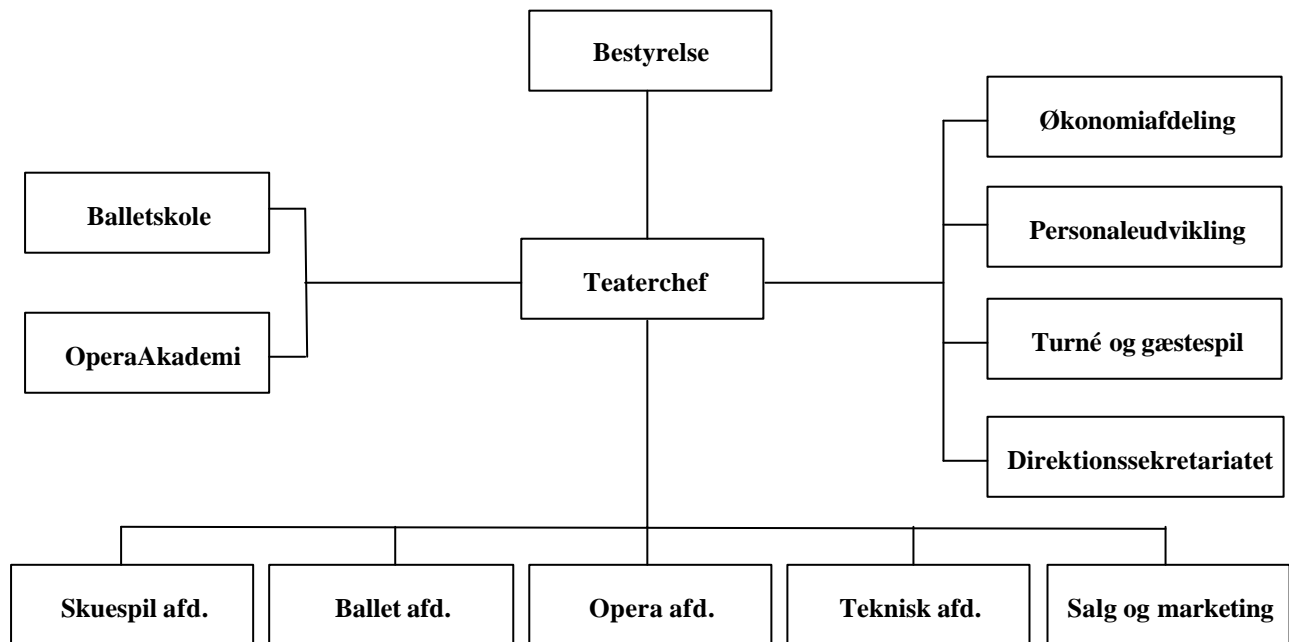 Bestyrelse
Økonomiafdeling
Balletskole
Personaleudvikling
Teaterchef
OperaAkademi
Turné og gæstespil
Direktionssekretariatet
Skuespil afd.
Ballet afd.
Opera afd.
Teknisk afd.
Salg og marketing